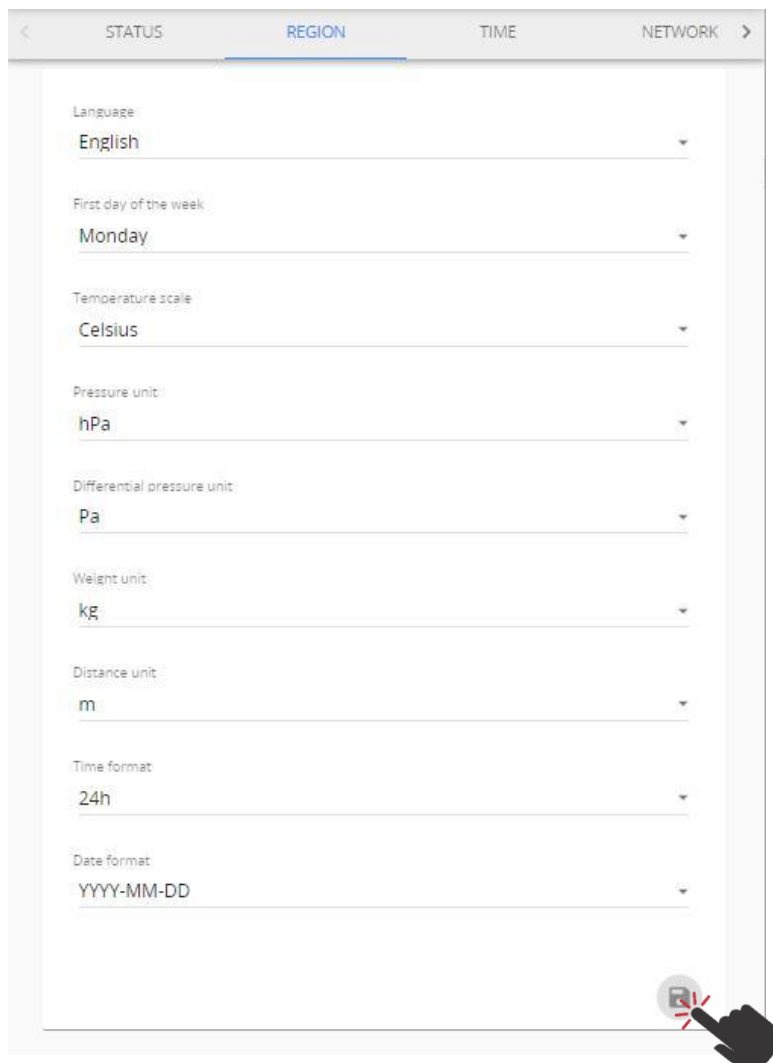 STATUS REGION TIME NETWORK
Language
English
First day of the week
Monday
Temperature scale
Celsius
Pressure unit
hPa
Differential pressure unit
Pa
Weight unit
kg
Distance unit
m
Time format
24h
Date format
YYYY-MM-DD